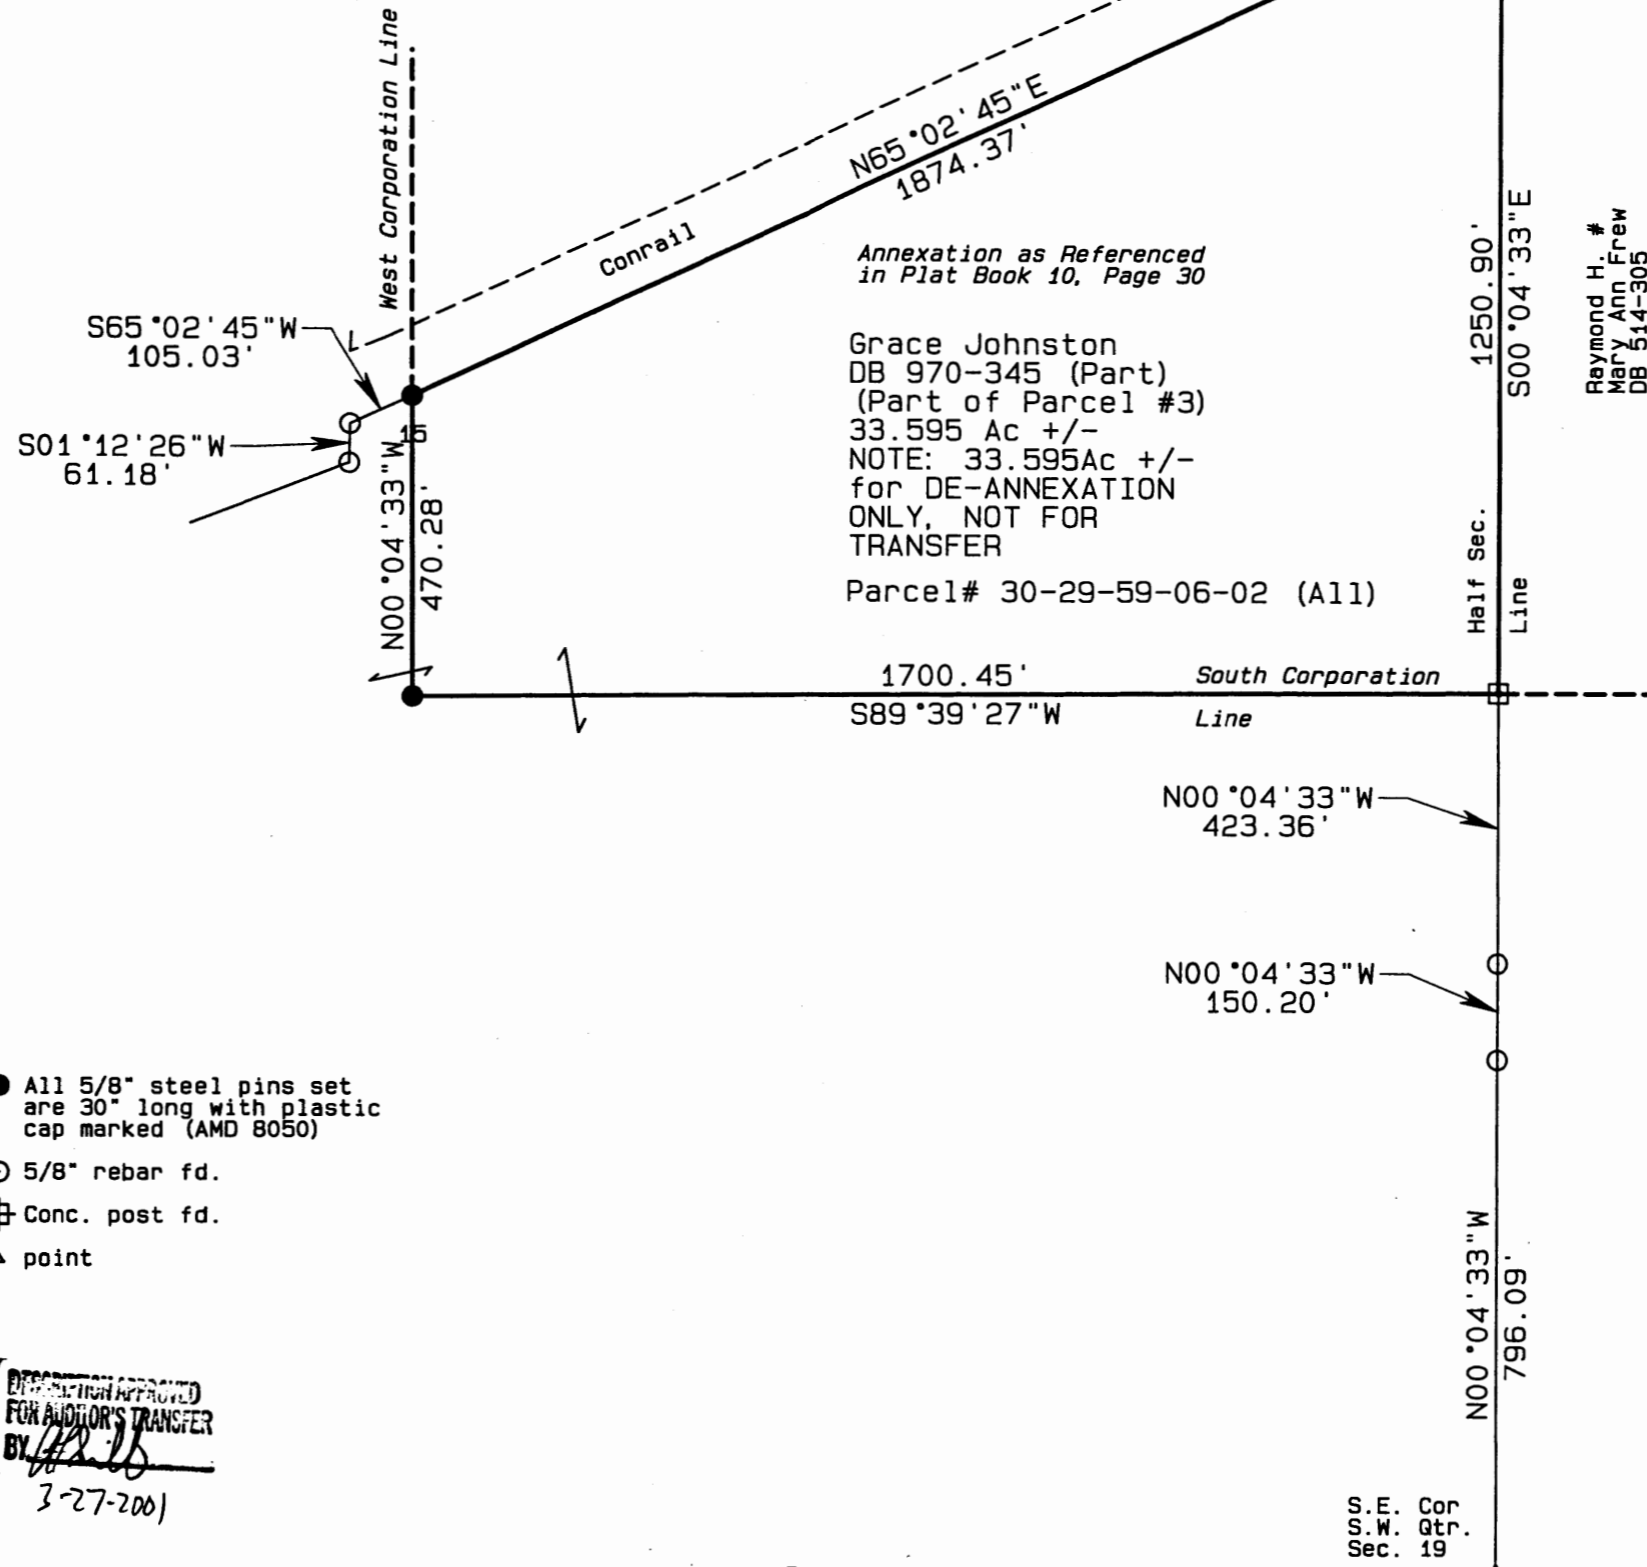 West Corporation Line
N65°02'45"E
1874.37'
Conrail
Annexation as Referenced
in Plat Book 10, Page 30
1250.90'
S00°04'33"E
Raymond H. #
Mary Ann Frew
DB 514-305
S65°02'45"W
105.03'
Grace Johnston
DB 970-345 (Part)
(Part of Parcel #3)
33.595 Ac +/-
NOTE: 33.595Ac +/-
for DE-ANNEXATION
ONLY, NOT FOR
TRANSFER
Parcel# 30-29-59-06-02 (All)
S01°12'26"W
61.18'
15
N00°04'33"W
470.28'
Half Sec.
Line
1700.45'
S89°39'27"W
South Corporation
Line
N00°04'33"W
423.36'
N00°04'33"W
150.20'
All 5/8" steel pins set
are 30" long with plastic
cap marked (AMD 8050)
5/8" rebar fd.
Conc. post fd.
point
N00°04'33"W
796.09'
DESCRIPTION APPROVED
FOR AUDITOR'S TRANSFER
BY
3-27-2001
S.E. Cor
S.W. Qtr.
Sec. 19